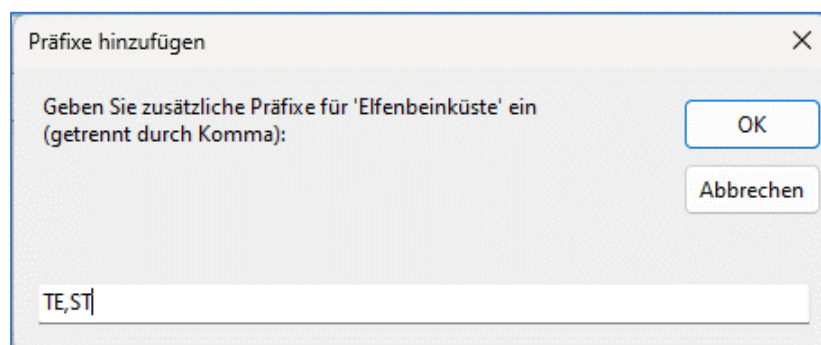 Präfixe hinzufügen
Geben Sie zusätzliche Präfixe für 'Elfenbeinküste' ein
(getrennt durch Komma):
OK
Abbrechen
TE,ST